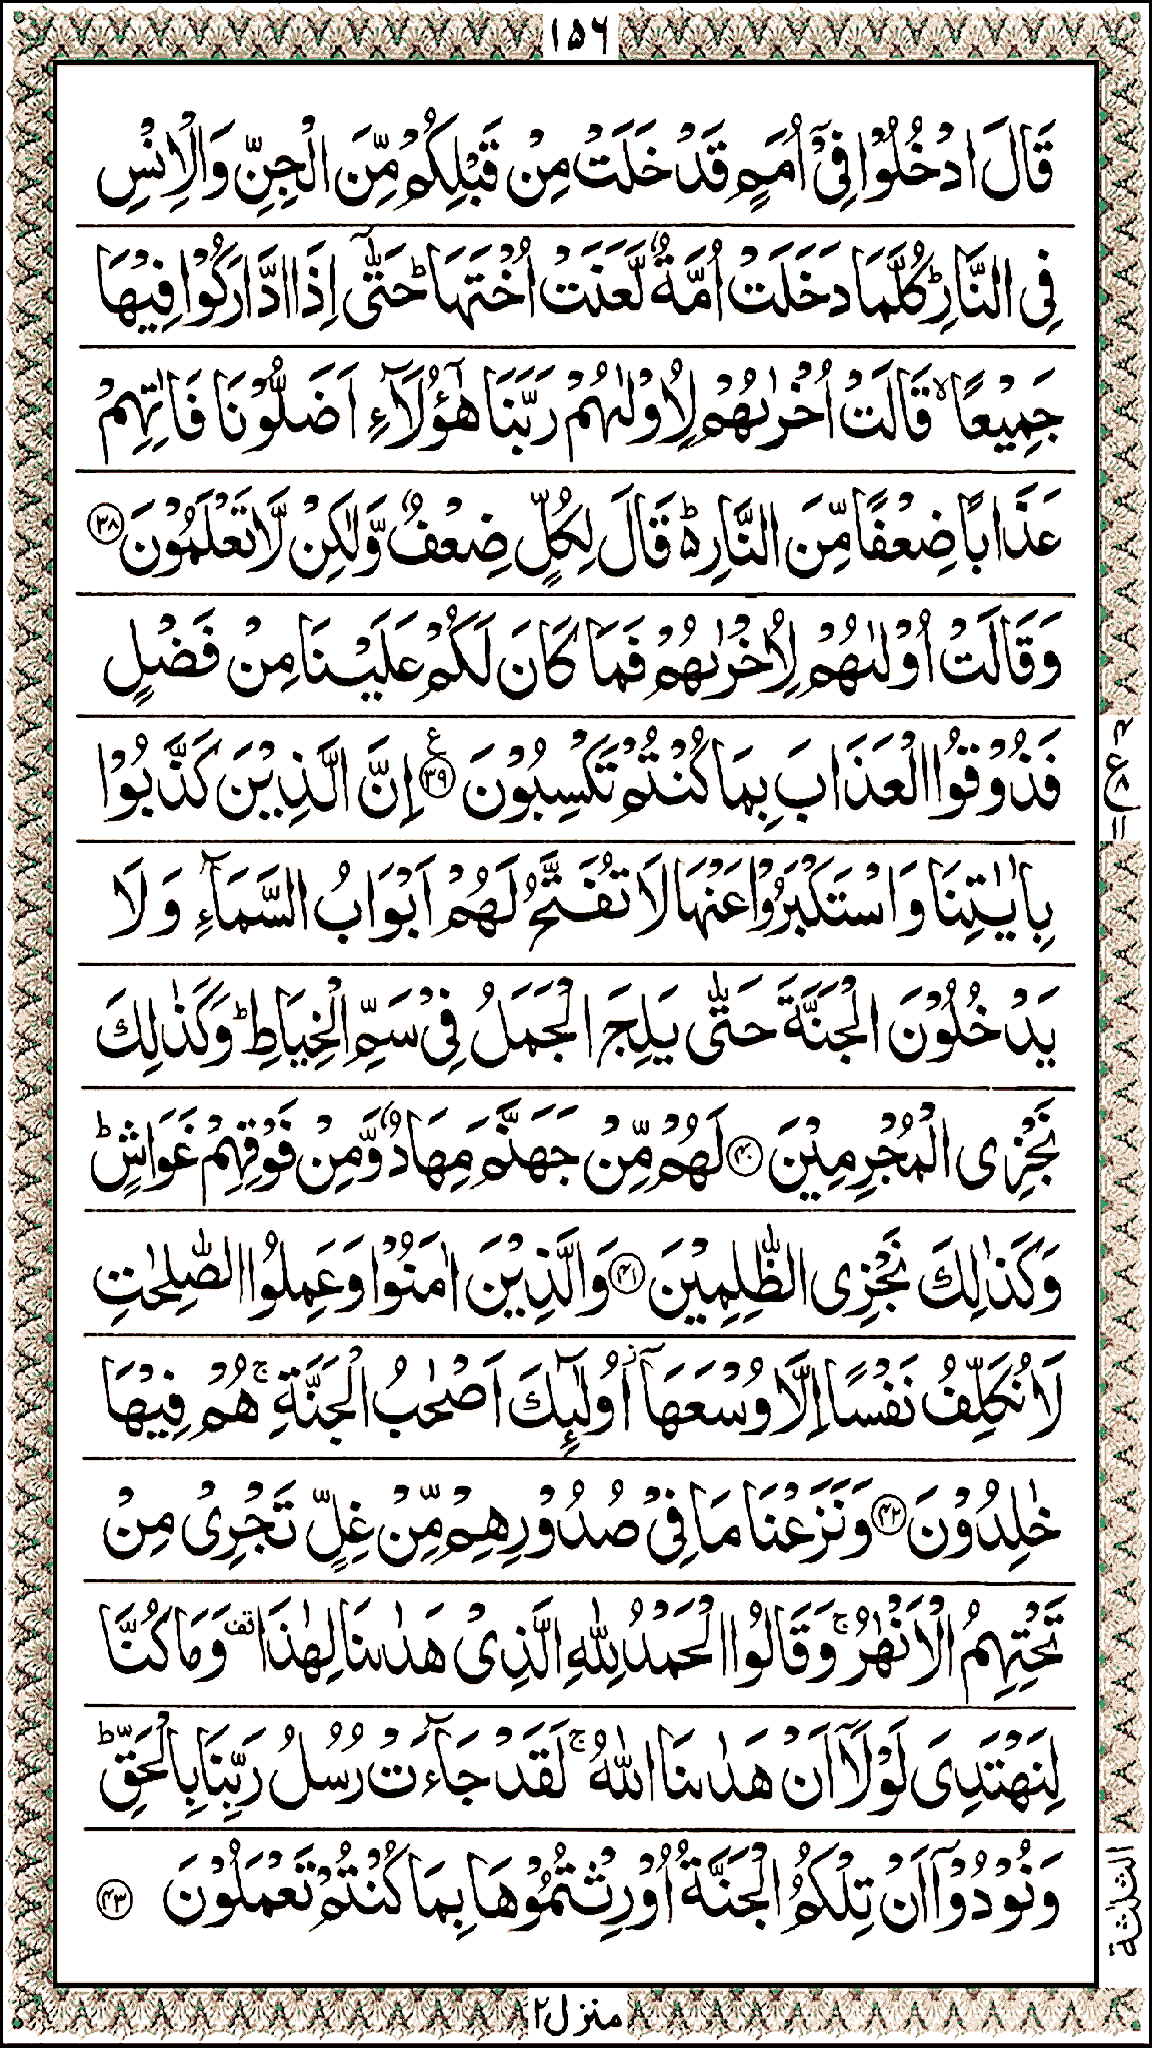 ١٥٦
قَالَ ادْخُلُوْا فِیْۤ اُمَمٍ قَدْ خَلَتْ مِنْ قَبْلِكُمْ مِّنَ الْجِنِّ وَالْاِنْسِ
فِی النَّارِؕ كُلَّمَا دَخَلَتْ اُمَّةٌ لَّعَنَتْ اُخْتَهَاؕ حَتّٰۤی اِذَا ادَّارَكُوْا فِیْهَا
جَمِیْعًاۙ قَالَتْ اُخْرٰىهُمْ لِاُوْلٰىهُمْ رَبَّنَا هٰۤؤُلَآءِ اَضَلُّوْنَا فَاٰتِهِمْ
عَذَابًا ضِعْفًا مِّنَ النَّارِ۬ؕ قَالَ لِكُلٍّ ضِعْفٌ وَّلٰكِنْ لَّا تَعْلَمُوْنَ ﴿۳۸﴾
وَقَالَتْ اُوْلٰىهُمْ لِاُخْرٰىهُمْ فَمَا كَانَ لَكُمْ عَلَیْنَا مِنْ فَضْلٍ
فَذُوْقُوا الْعَذَابَ بِمَا كُنْتُمْ تَكْسِبُوْنَ ﴿۳۹﴾ اِنَّ الَّذِیْنَ كَذَّبُوْا
بِاٰیٰتِنَا وَاسْتَكْبَرُوْا عَنْهَا لَا تُفَتَّحُ لَهُمْ اَبْوَابُ السَّمَآءِ وَلَا
یَدْخُلُوْنَ الْجَنَّةَ حَتّٰی یَلِجَ الْجَمَلُ فِیْ سَمِّ الْخِیَاطِؕ وَكَذٰلِكَ
نَجْزِی الْمُجْرِمِیْنَ ﴿۴۰﴾ لَهُمْ مِّنْ جَهَنَّمَ مِهَادٌ وَّمِنْ فَوْقِهِمْ غَوَاشٍؕ
وَكَذٰلِكَ نَجْزِی الظّٰلِمِیْنَ ﴿۴۱﴾ وَالَّذِیْنَ اٰمَنُوْا وَعَمِلُوا الصّٰلِحٰتِ
لَا نُكَلِّفُ نَفْسًا اِلَّا وُسْعَهَاۤ ز اُولٰٓئِكَ اَصْحٰبُ الْجَنَّةِۚ هُمْ فِیْهَا
خٰلِدُوْنَ ﴿۴۲﴾ وَنَزَعْنَا مَا فِیْ صُدُوْرِهِمْ مِّنْ غِلٍّ تَجْرِیْ مِنْ
تَحْتِهِمُ الْاَنْهٰرُۚ وَقَالُوا الْحَمْدُ لِلّٰهِ الَّذِیْ هَدٰىنَا لِهٰذَا قف وَمَا كُنَّا
لِنَهْتَدِیَ لَوْلَاۤ اَنْ هَدٰىنَا اللّٰهُۚ لَقَدْ جَآءَتْ رُسُلُ رَبِّنَا بِالْحَقِّؕ
وَنُوْدُوْۤا اَنْ تِلْكُمُ الْجَنَّةُ اُوْرِثْتُمُوْهَا بِمَا كُنْتُمْ تَعْمَلُوْنَ ﴿۴۳﴾
الثلٰثة
منزل ٢